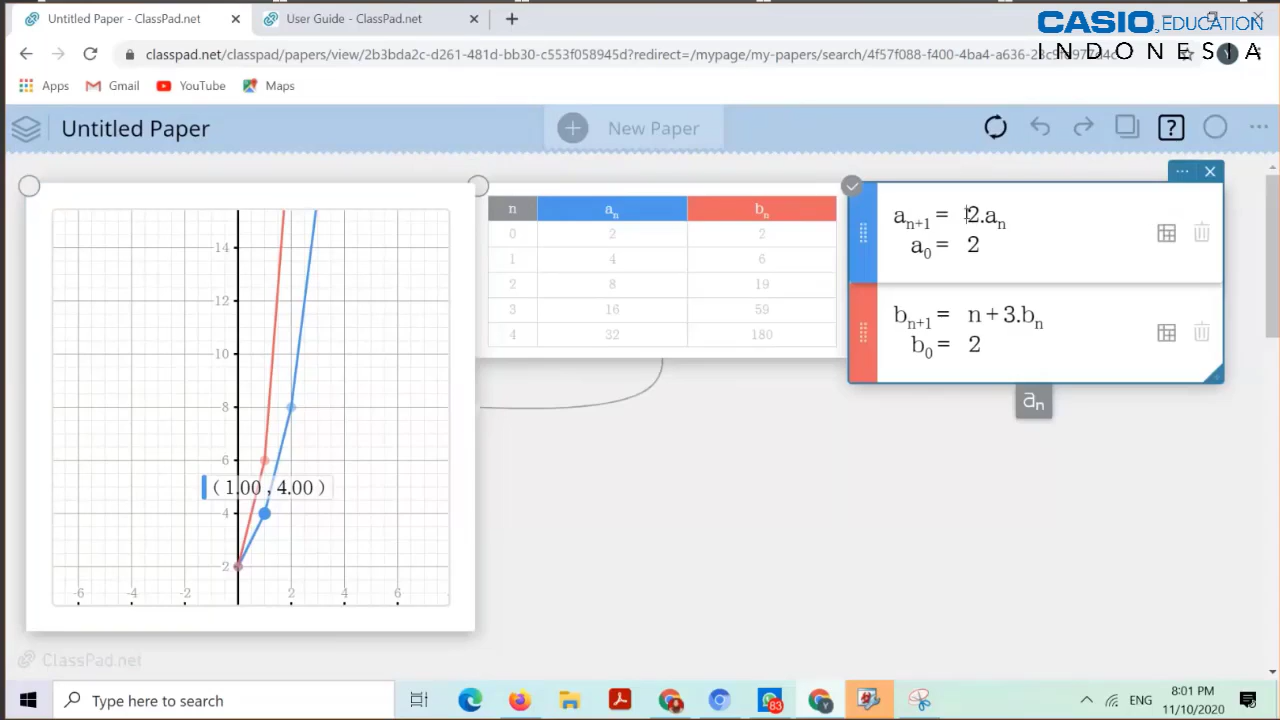 Untitled Paper - ClassPad.net
User Guide - ClassPad.net
CASIO EDUCATION
INDONESIA
classpad.net/classpad/papers/view/2b3bda2c-d261-481d-bb30-c553f058945d?redirect=/mypage/my-papers/search/4f57f088-f400-4ba4-a636-
Apps
Gmail
YouTube
Maps
Untitled Paper
New Paper
14
12
10
8
6
4
2
(1.00 , 4.00)
-6 -4 -2 2 4 6
n aₙ bₙ
0 2 2
1 4 6
2 8 19
3 16 59
4 32 180
aₙ₊₁ = 2.aₙ
a₀ = 2
bₙ₊₁ = n + 3.bₙ
b₀ = 2
aₙ
ClassPad.net
Type here to search
83
ENG
8:01 PM
11/10/2020